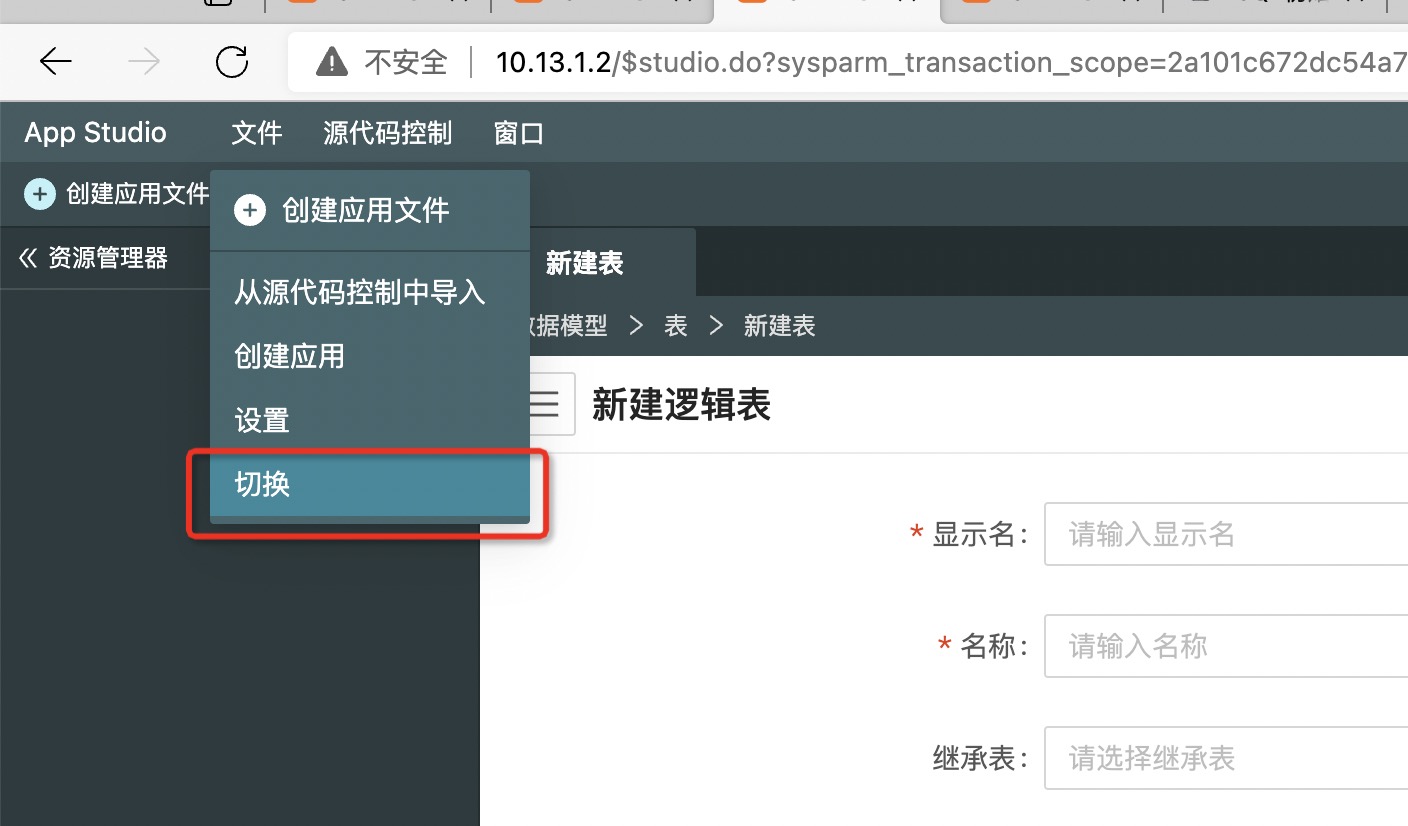 不安全 10.13.1.2/$studio.do?sysparm_transaction_scope=2a101c672dc54a7
App Studio 文件 源代码控制 窗口
创建应用文件
创建应用文件
资源管理器
从源代码控制中导入
创建应用
设置
切换
新建表
据模型 > 表 > 新建表
新建逻辑表
* 显示名: 请输入显示名
* 名称: 请输入名称
继承表: 请选择继承表